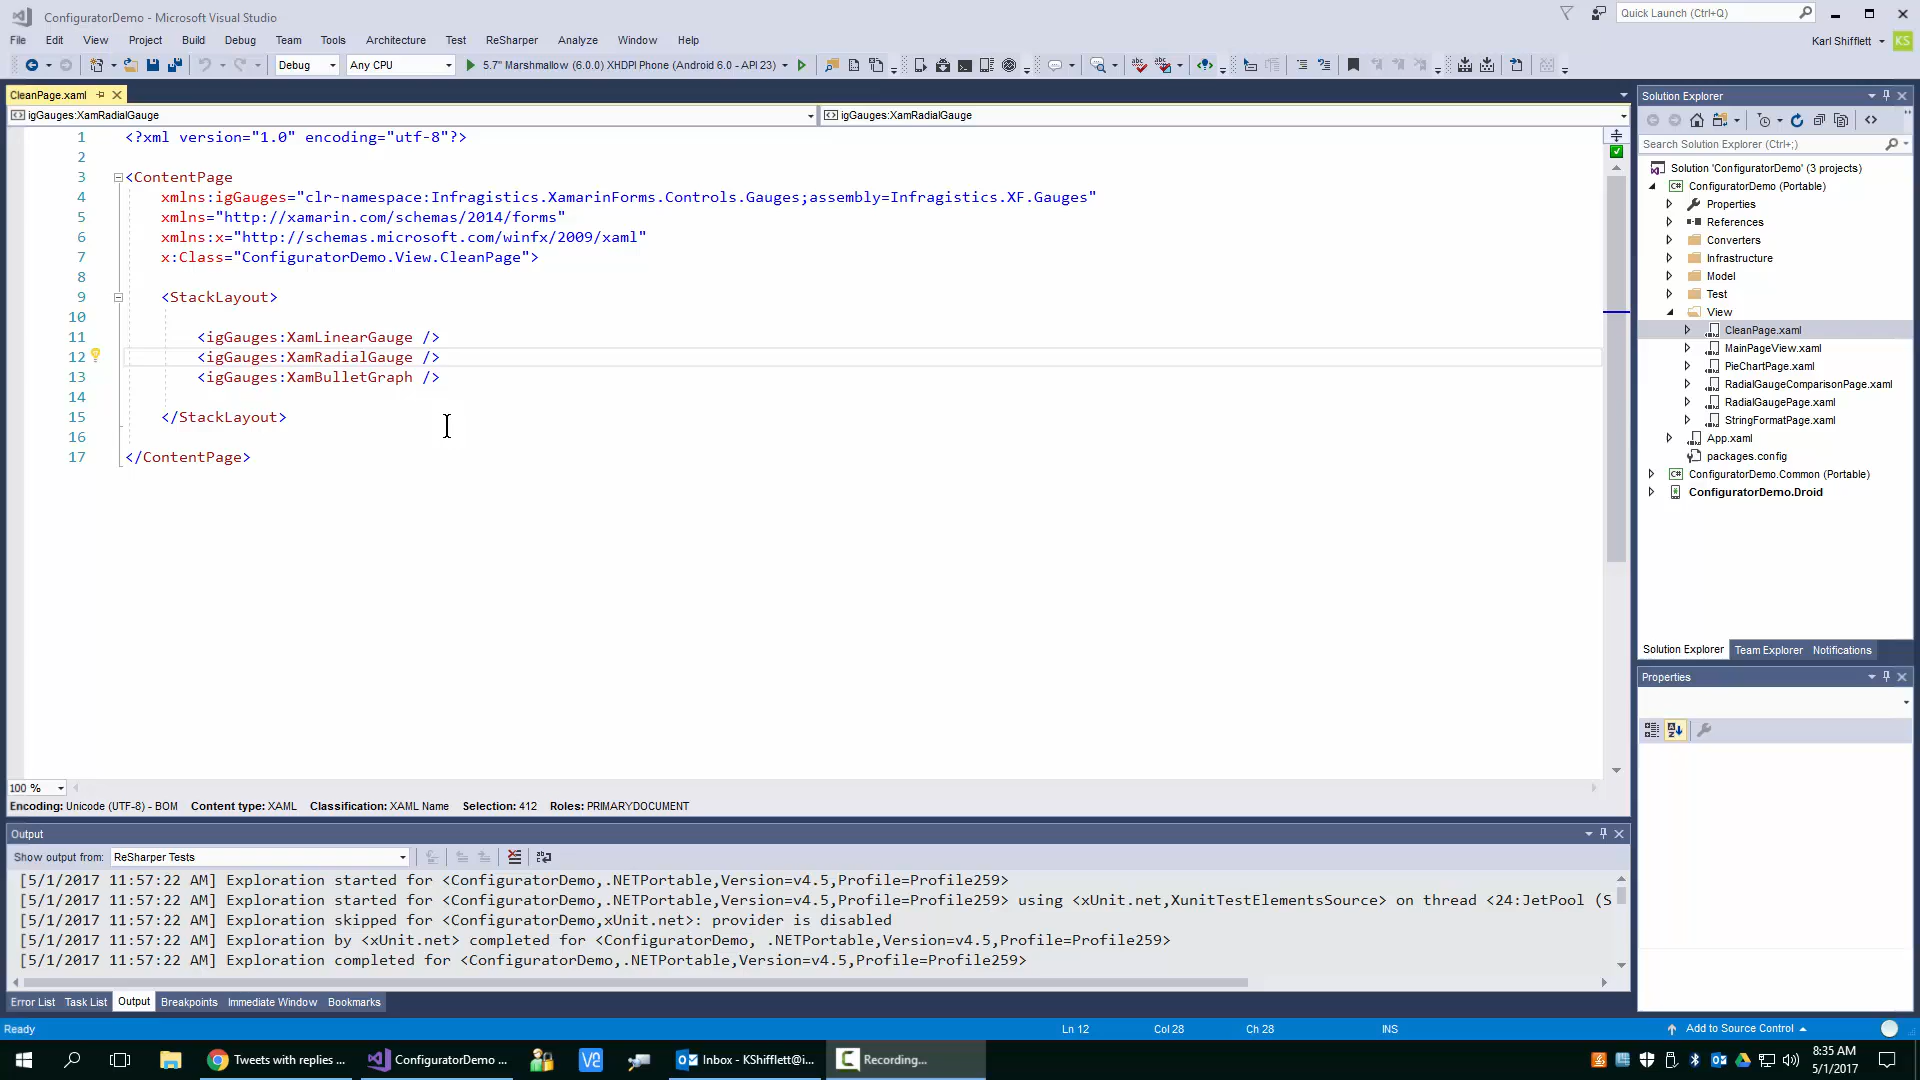 ConfiguratorDemo - Microsoft Visual Studio
Quick Launch (Ctrl+Q)
File Edit View Project Build Debug Team Tools Architecture Test ReSharper Analyze Window Help
Karl Shifflett KS
Debug Any CPU 5.7" Marshmallow (6.0.0) XHDPI Phone (Android 6.0 - API 23)
CleanPage.xaml
igGauges:XamRadialGauge igGauges:XamRadialGauge
1 <?xml version="1.0" encoding="utf-8"?>
2
3 <ContentPage
4 xmlns:igGauges="clr-namespace:Infragistics.XamarinForms.Controls.Gauges;assembly=Infragistics.XF.Gauges"
5 xmlns="http://xamarin.com/schemas/2014/forms"
6 xmlns:x="http://schemas.microsoft.com/winfx/2009/xaml"
7 x:Class="ConfiguratorDemo.View.CleanPage">
8
9 <StackLayout>
10
11 <igGauges:XamLinearGauge />
12 <igGauges:XamRadialGauge />
13 <igGauges:XamBulletGraph />
14
15 </StackLayout>
16
17 </ContentPage>
100 %
Encoding: Unicode (UTF-8) - BOM Content type: XAML Classification: XAML Name Selection: 412 Roles: PRIMARYDOCUMENT
Output
Show output from: ReSharper Tests
[5/1/2017 11:57:22 AM] Exploration started for <ConfiguratorDemo,.NETPortable,Version=v4.5,Profile=Profile259>
[5/1/2017 11:57:22 AM] Exploration started for <ConfiguratorDemo,.NETPortable,Version=v4.5,Profile=Profile259> using <xUnit.net,XunitTestElementsSource> on thread <24:JetPool (S
[5/1/2017 11:57:22 AM] Exploration skipped for <ConfiguratorDemo,xUnit.net>: provider is disabled
[5/1/2017 11:57:22 AM] Exploration by <xUnit.net> completed for <ConfiguratorDemo, .NETPortable,Version=v4.5,Profile=Profile259>
[5/1/2017 11:57:22 AM] Exploration completed for <ConfiguratorDemo,.NETPortable,Version=v4.5,Profile=Profile259>
Error List Task List Output Breakpoints Immediate Window Bookmarks
Solution Explorer
Search Solution Explorer (Ctrl+;)
Solution 'ConfiguratorDemo' (3 projects)
ConfiguratorDemo (Portable)
Properties
References
Converters
Infrastructure
Model
Test
View
CleanPage.xaml
MainPageView.xaml
PieChartPage.xaml
RadialGaugeComparisonPage.xaml
RadialGaugePage.xaml
StringFormatPage.xaml
App.xaml
packages.config
ConfiguratorDemo.Common (Portable)
ConfiguratorDemo.Droid
Solution Explorer Team Explorer Notifications
Properties
Ready Ln 12 Col 28 Ch 28 INS Add to Source Control
Tweets with replies ... ConfiguratorDemo ... Inbox - KShifflett@i... Recording...
8:35 AM
5/1/2017